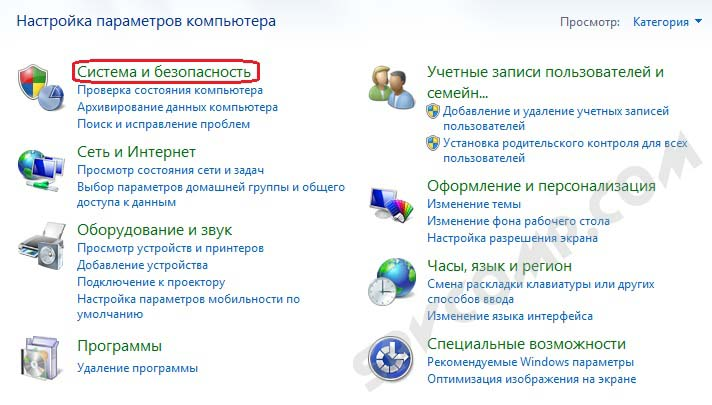 Настройка параметров компьютера
Просмотр: Категория
Система и безопасность
Проверка состояния компьютера
Архивирование данных компьютера
Поиск и исправление проблем
Сеть и Интернет
Просмотр состояния сети и задач
Выбор параметров домашней группы и общего
доступа к данным
Оборудование и звук
Просмотр устройств и принтеров
Добавление устройства
Подключение к проектору
Настройка параметров мобильности по
умолчанию
Программы
Удаление программы
Учетные записи пользователей и
семейн...
Добавление и удаление учетных записей
пользователей
Установка родительского контроля для всех
пользователей
Оформление и персонализация
Изменение темы
Изменение фона рабочего стола
Настройка разрешения экрана
Часы, язык и регион
Смена раскладки клавиатуры или других
способов ввода
Изменение языка интерфейса
Специальные возможности
Рекомендуемые Windows параметры
Оптимизация изображения на экране